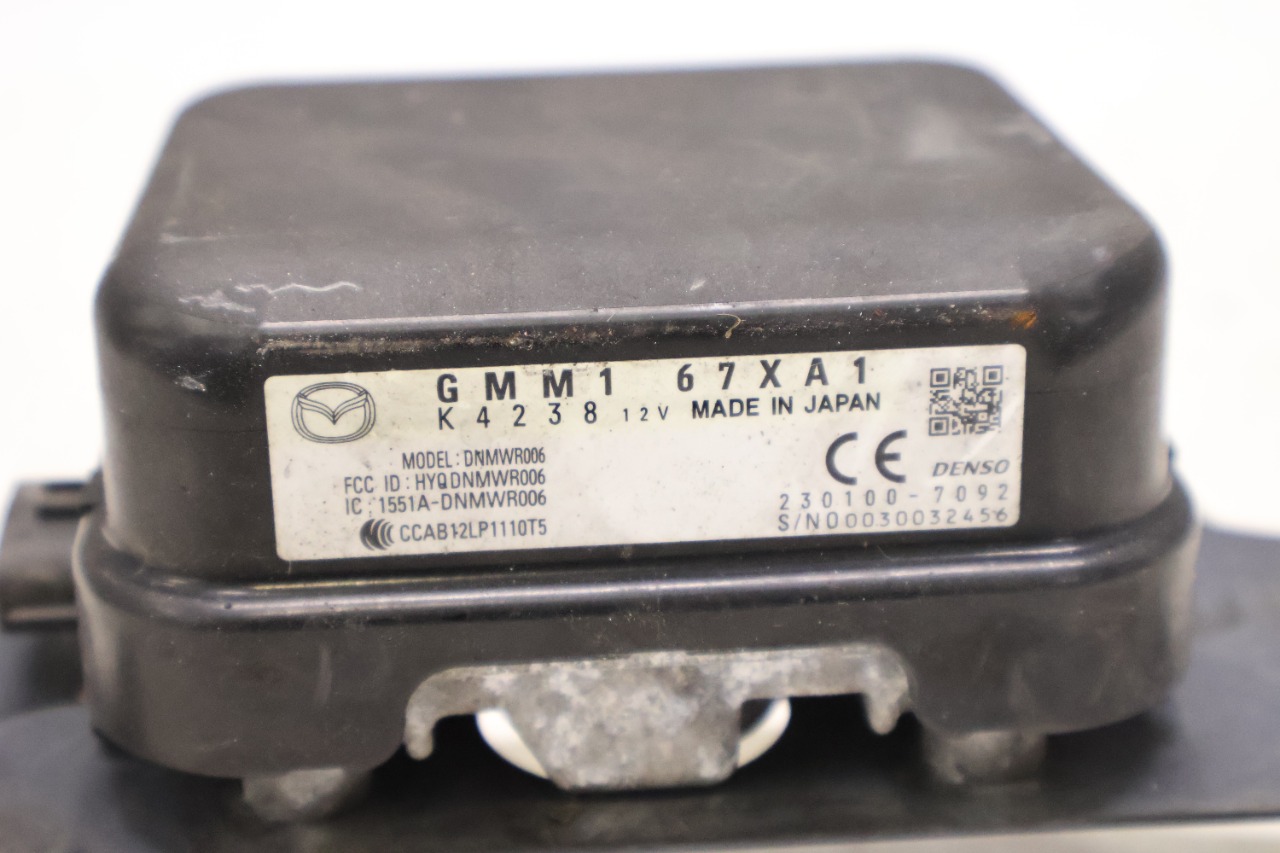 GMM1 67XA1
K4238 12V MADE IN JAPAN
MODEL: DNMWR006
FCC ID: HYQDNMWR006
IC: 1551A-DNMWR006
CCAB12LP1110T5
CE
DENSO
230100-7092
S/N00030032456